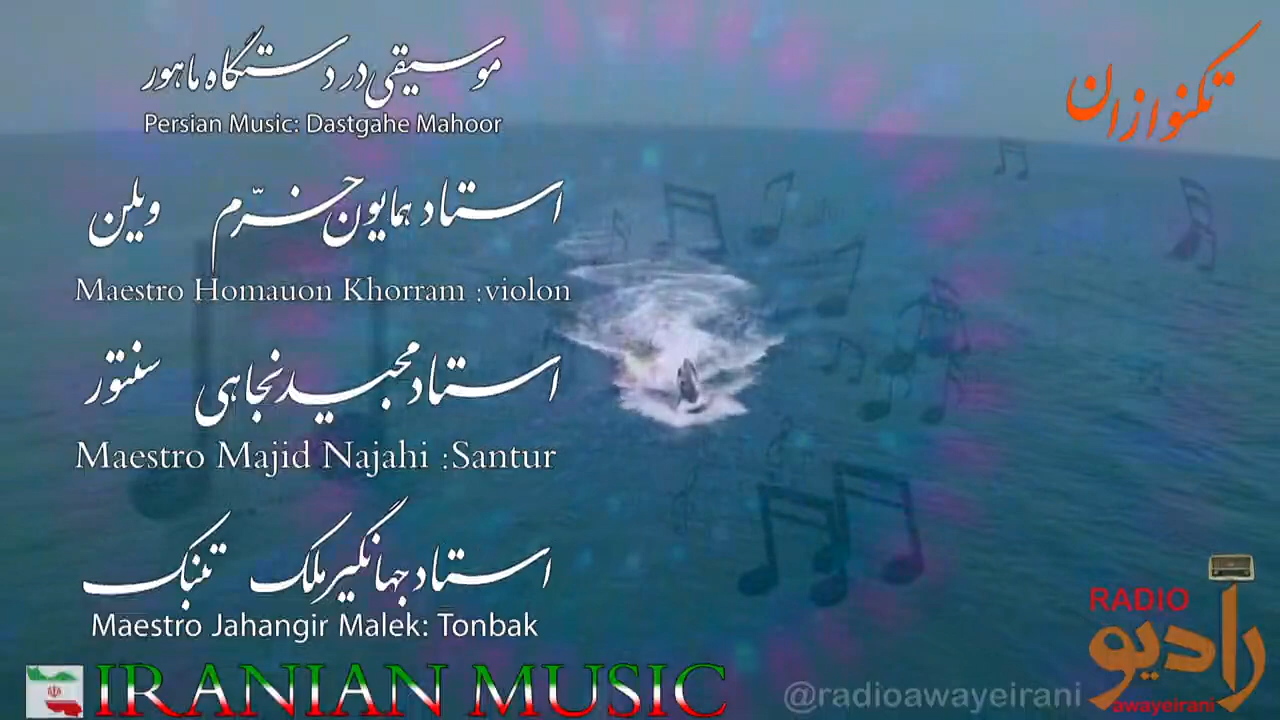 موسیقی در دستگاه ماهور
Persian Music: Dastgahe Mahoor
تکنوازان
استاد همایون خرّم ویلن
Maestro Homauon Khorram :violon
استاد مجید نجاهی سنتور
Maestro Majid Najahi :Santur
استاد جهانگیر ملک تنبک
Maestro Jahangir Malek: Tonbak
IRANIAN MUSIC
@radioawayeirani
RADIO
رادیو
awayeirani